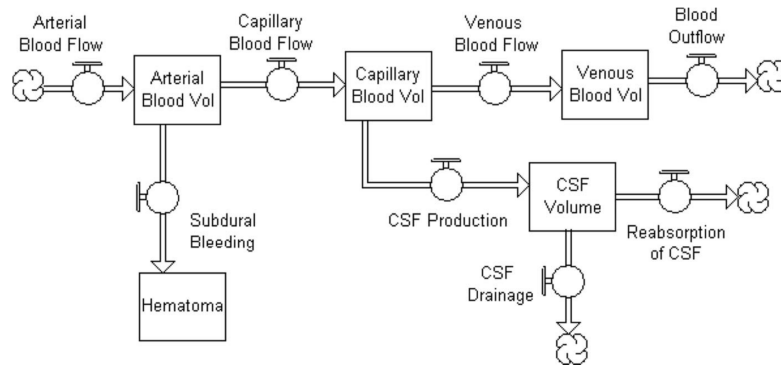 Arterial
Blood Flow
Capillary
Blood Flow
Venous
Blood Flow
Blood
Outflow
Arterial
Blood Vol
Capillary
Blood Vol
Venous
Blood Vol
Subdural
Bleeding
CSF Production
CSF
Volume
Reabsorption
of CSF
Hematoma
CSF
Drainage